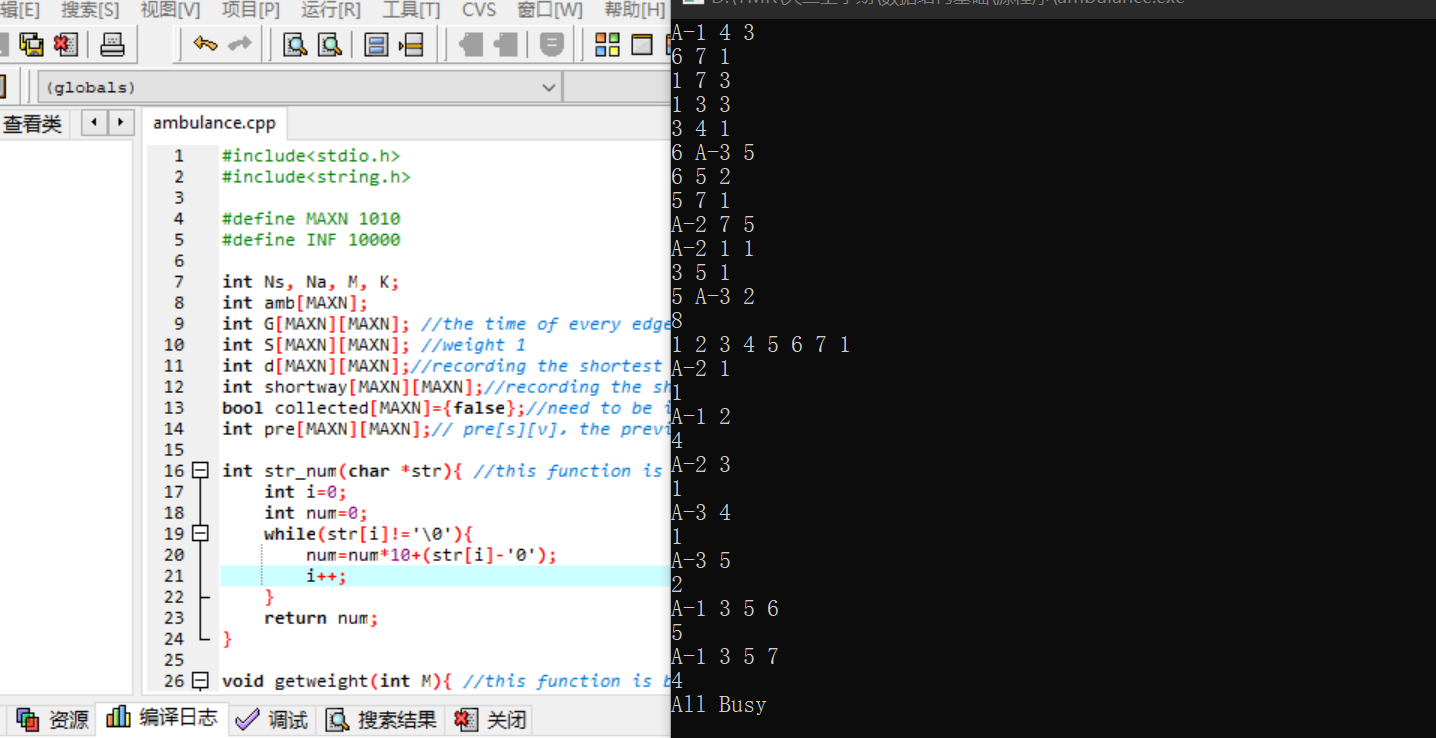 辑[E] 搜索[S] 视图[V] 项目[P] 运行[R] 工具[T] CVS 窗口[W] 帮助[H]
(globals)
查看类
ambulance.cpp
1 #include<stdio.h>
2 #include<string.h>
3
4 #define MAXN 1010
5 #define INF 10000
6
7 int Ns, Na, M, K;
8 int amb[MAXN];
9 int G[MAXN][MAXN]; //the time of every edge
10 int S[MAXN][MAXN]; //weight 1
11 int d[MAXN][MAXN];//recording the shortest
12 int shortway[MAXN][MAXN];//recording the sh
13 bool collected[MAXN]={false};//need to be i
14 int pre[MAXN][MAXN];// pre[s][v], the previ
15
16 int str_num(char *str){ //this function is
17 int i=0;
18 int num=0;
19 while(str[i]!='\0'){
20 num=num*10+(str[i]-'0');
21 i++;
22 }
23 return num;
24 }
25
26 void getweight(int M){ //this function is b
资源 编译日志 调试 搜索结果 关闭
ambulance.exe
A-1 4 3
6 7 1
1 7 3
1 3 3
3 4 1
6 A-3 5
6 5 2
5 7 1
A-2 7 5
A-2 1 1
3 5 1
5 A-3 2
8
1 2 3 4 5 6 7 1
A-2 1
1
A-1 2
4
A-2 3
1
A-3 4
1
A-3 5
2
A-1 3 5 6
5
A-1 3 5 7
4
All Busy